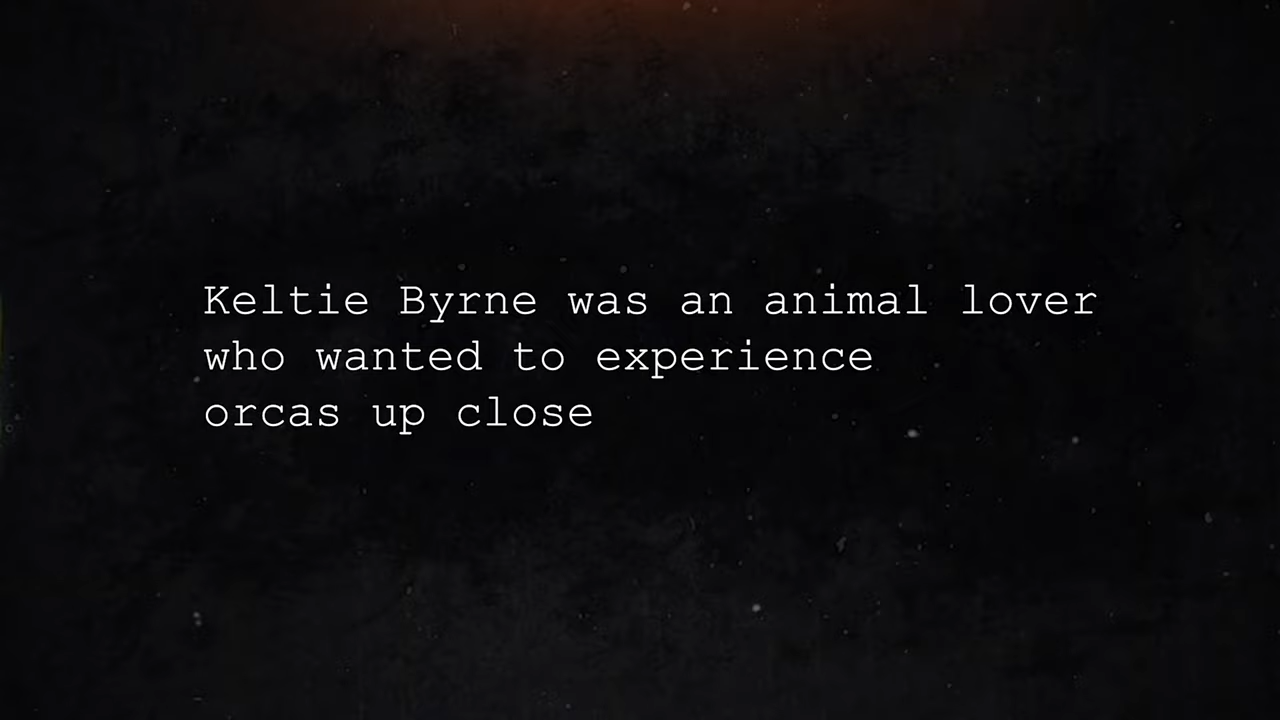 Keltie Byrne was an animal lover
who wanted to experience
orcas up close